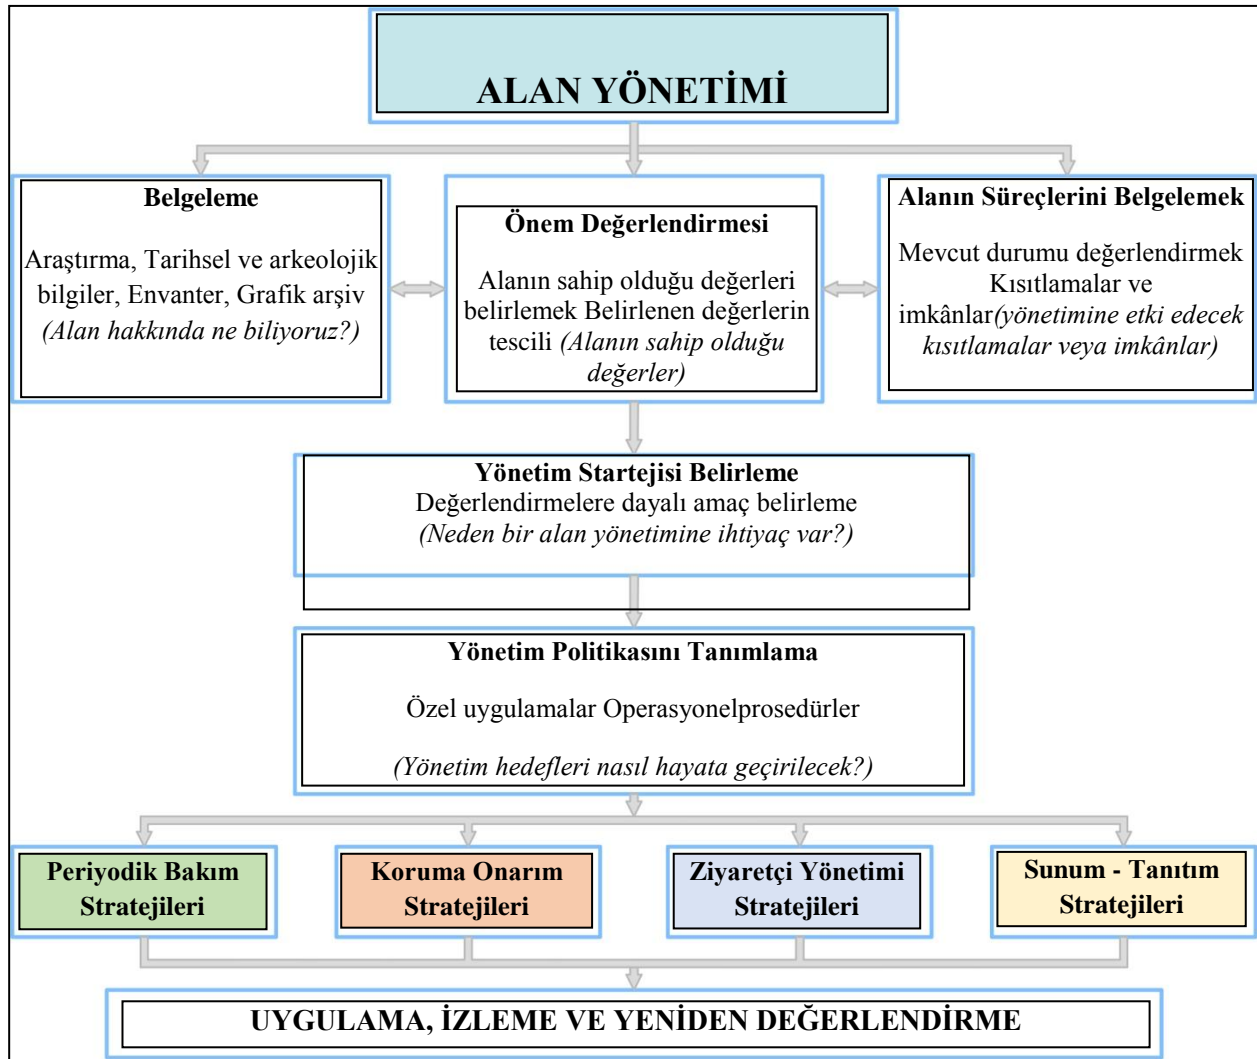 ALAN YÖNETİMİ
Belgeleme
Araştırma, Tarihsel ve arkeolojik
bilgiler, Envanter, Grafik arşiv
(Alan hakkında ne biliyoruz?)
Önem Değerlendirmesi
Alanın sahip olduğu değerleri
belirlemek Belirlenen değerlerin
tescili (Alanın sahip olduğu
değerler)
Alanın Süreçlerini Belgelemek
Mevcut durumu değerlendirmek
Kısıtlamalar ve
imkânlar(yönetimine etki edecek
kısıtlamalar veya imkânlar)
Yönetim Startejisi Belirleme
Değerlendirmelere dayalı amaç belirleme
(Neden bir alan yönetimine ihtiyaç var?)
Yönetim Politikasını Tanımlama
Özel uygulamalar Operasyonelprosedürler
(Yönetim hedefleri nasıl hayata geçirilecek?)
Periyodik Bakım
Stratejileri
Koruma Onarım
Stratejileri
Ziyaretçi Yönetimi
Stratejileri
Sunum - Tanıtım
Stratejileri
UYGULAMA, İZLEME VE YENİDEN DEĞERLENDİRME